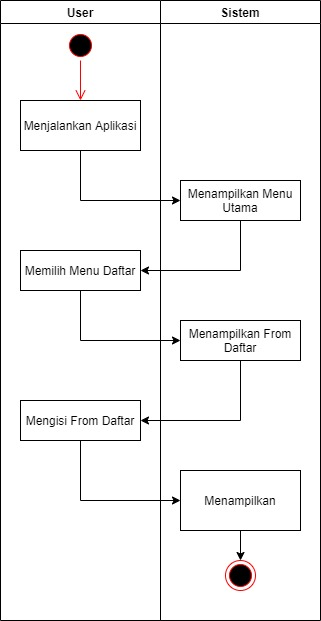 User
Sistem
Menjalankan Aplikasi
Menampilkan Menu
Utama
Memilih Menu Daftar
Menampilkan From
Daftar
Mengisi From Daftar
Menampilkan